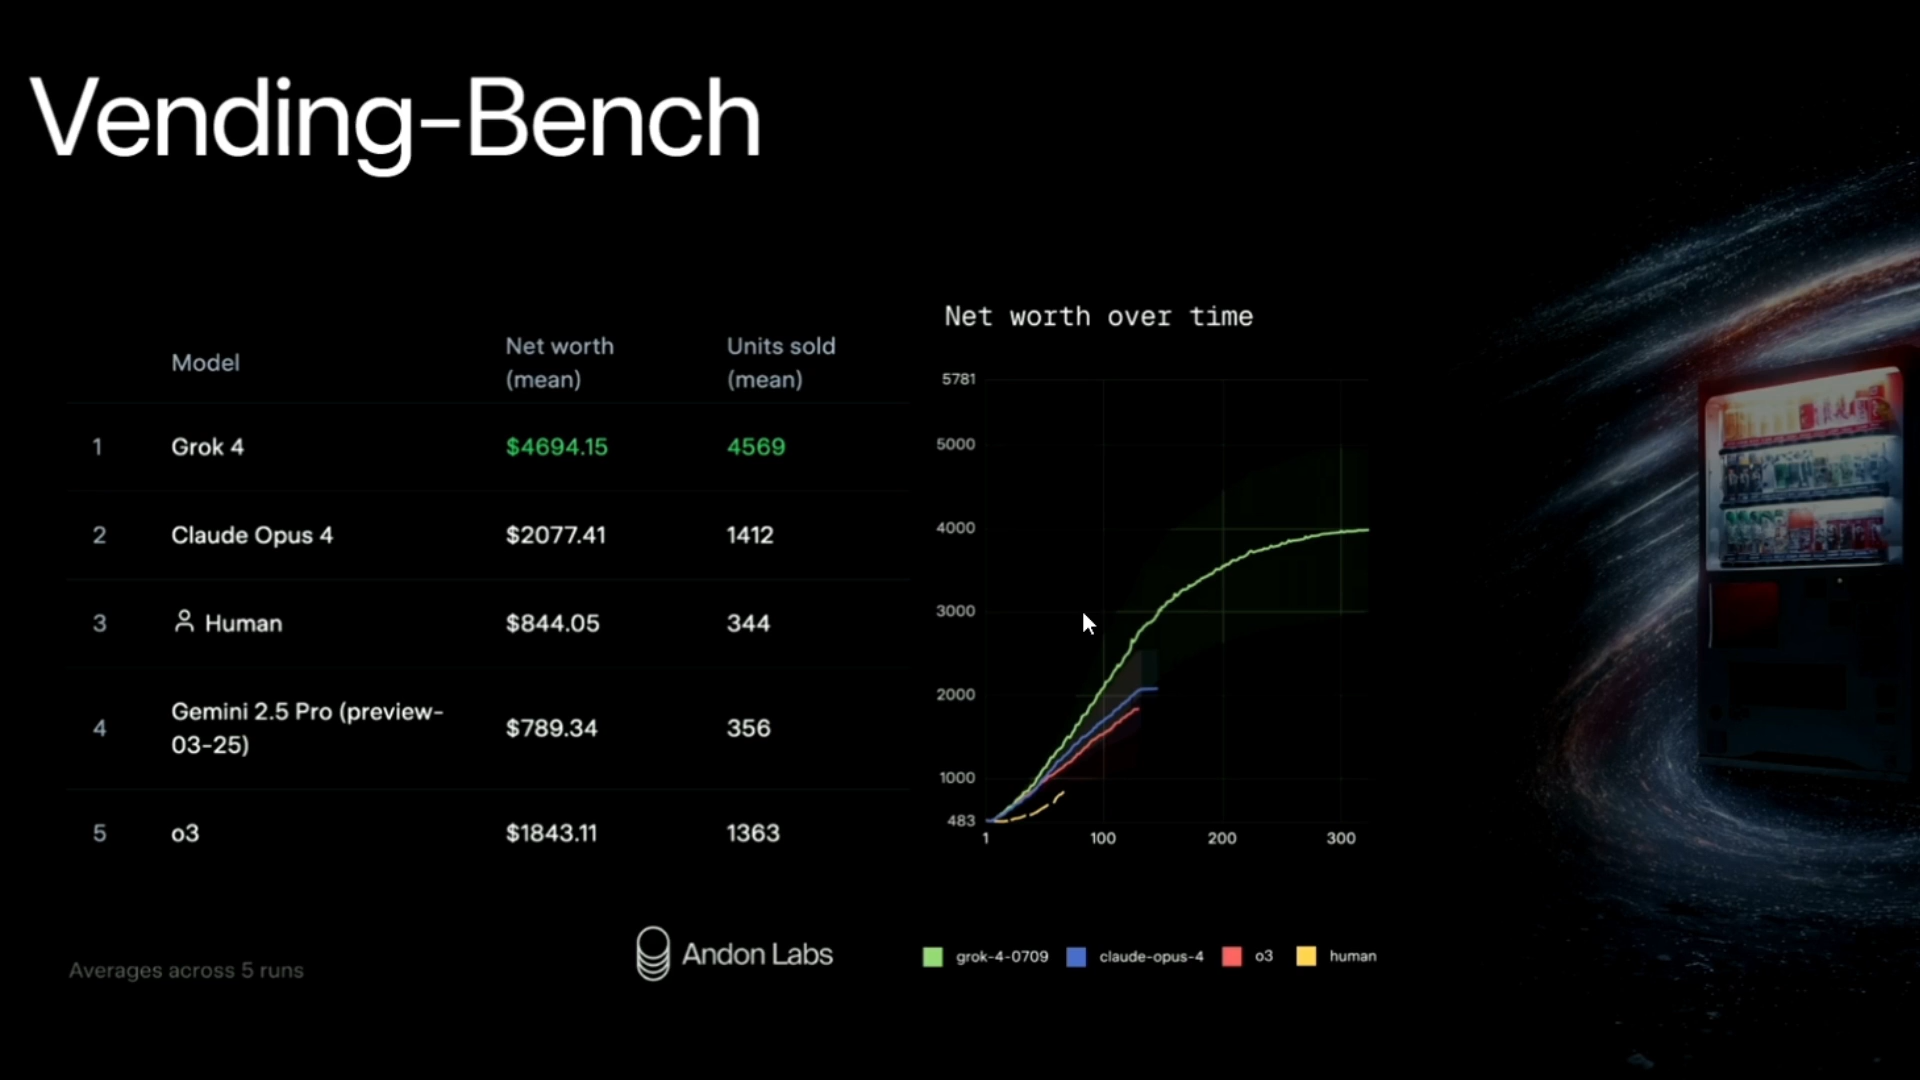 Vending-Bench
Model Net worth (mean) Units sold (mean)
1 Grok 4 $4694.15 4569
2 Claude Opus 4 $2077.41 1412
3 Human $844.05 344
4 Gemini 2.5 Pro (preview-03-25) $789.34 356
5 o3 $1843.11 1363
Averages across 5 runs
Andon Labs
Net worth over time
5781
5000
4000
3000
2000
1000
483
1 100 200 300
grok-4-0709 claude-opus-4 o3 human